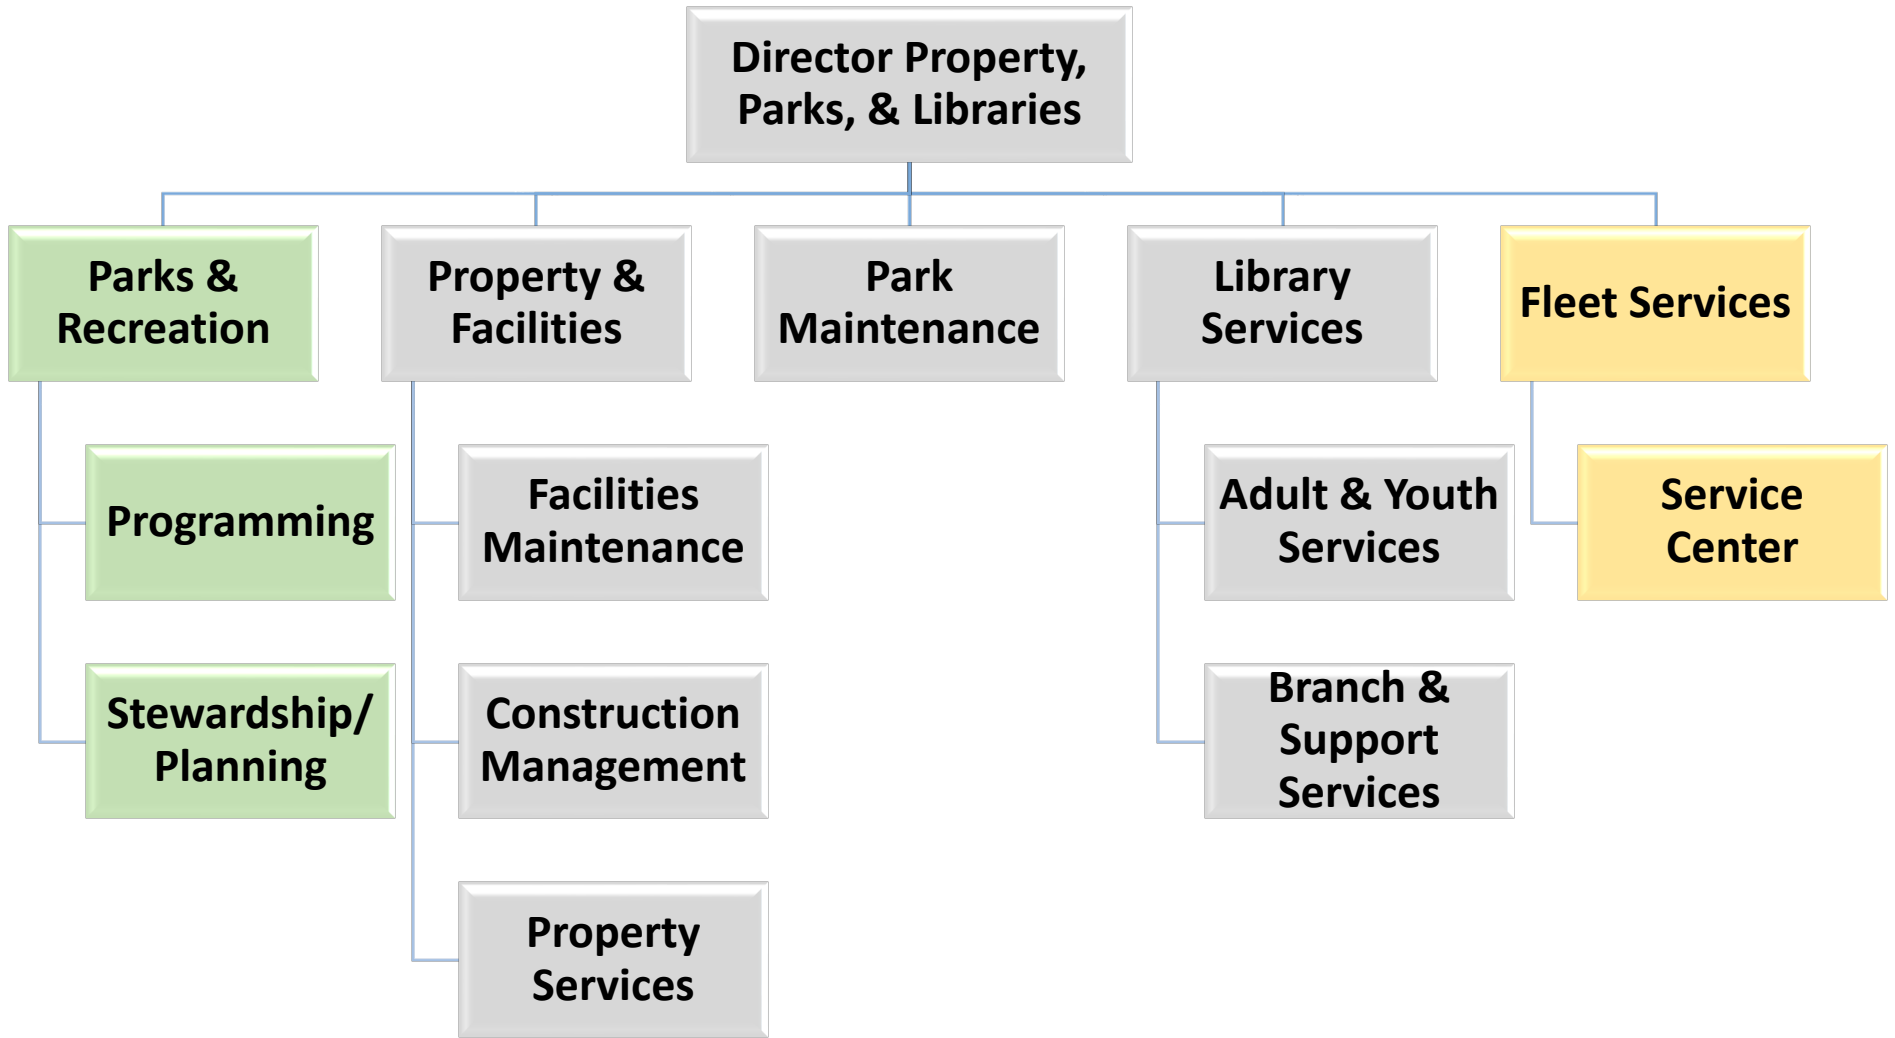 Director Property,
Parks, & Libraries
Parks &
Recreation
Property &
Facilities
Park
Maintenance
Library
Services
Fleet Services
Programming
Facilities
Maintenance
Adult & Youth
Services
Service
Center
Stewardship/
Planning
Construction
Management
Branch &
Support
Services
Property
Services